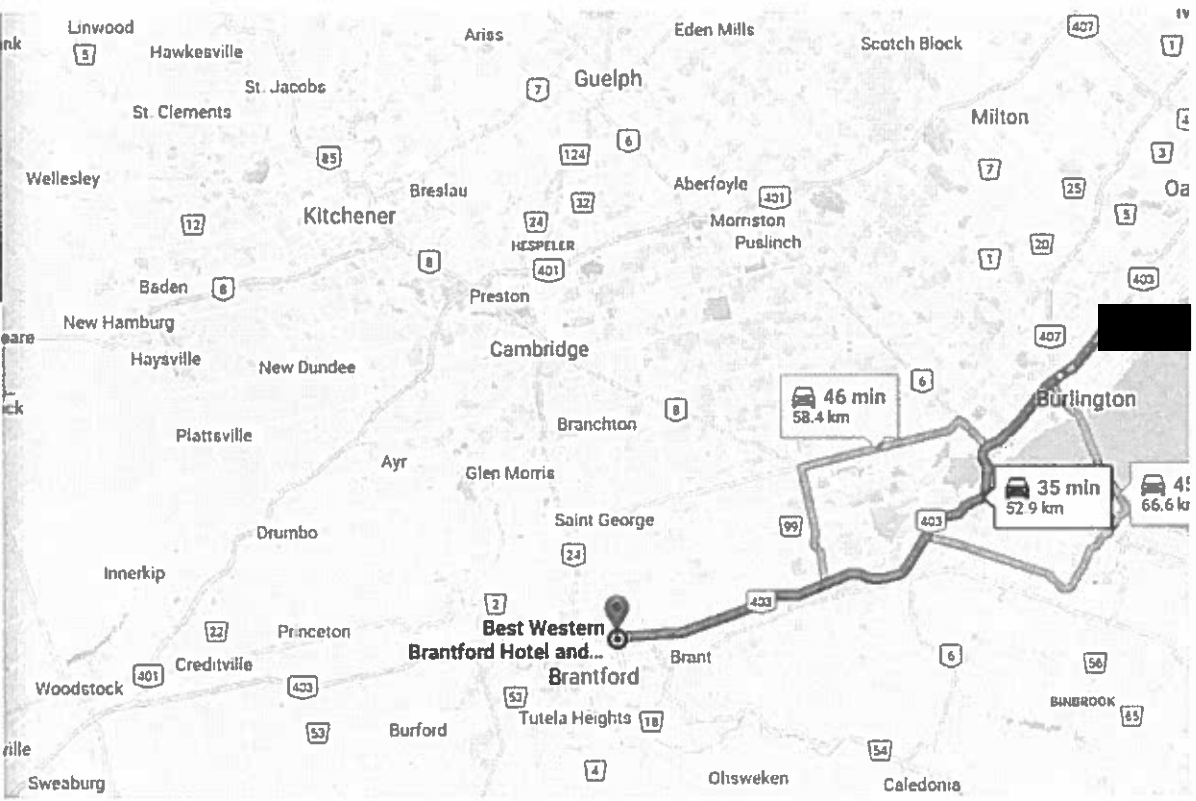 Linwood
5
Hawkesville
Ariss
Eden Mills
Scotch Block
407
1
St. Jacobs
7
Guelph
St. Clements
Milton
85
124
6
3
7
Wellesley
Breslau
Aberfoyle
401
25
Kitchener
12
32
24
HESPELER
Morriston
Puslinch
20
5
1
8
401
403
Baden
8
Preston
New Hamburg
407
Haysville
New Dundee
Cambridge
6
46 min
58.4 km
8
Burlington
Branchton
Plattsville
Ayr
Glen Morris
35 min
52.9 km
66.6
99
403
Saint George
Drumbo
24
Innerkip
2
403
22
Princeton
Best Western
Brantford Hotel and...
Brant
Brantford
6
56
Creditville
401
403
Woodstock
53
Tutela Heights
18
BINBROOK
65
53
Burford
54
4
Ohsweken
Caledonia
Sweaburg